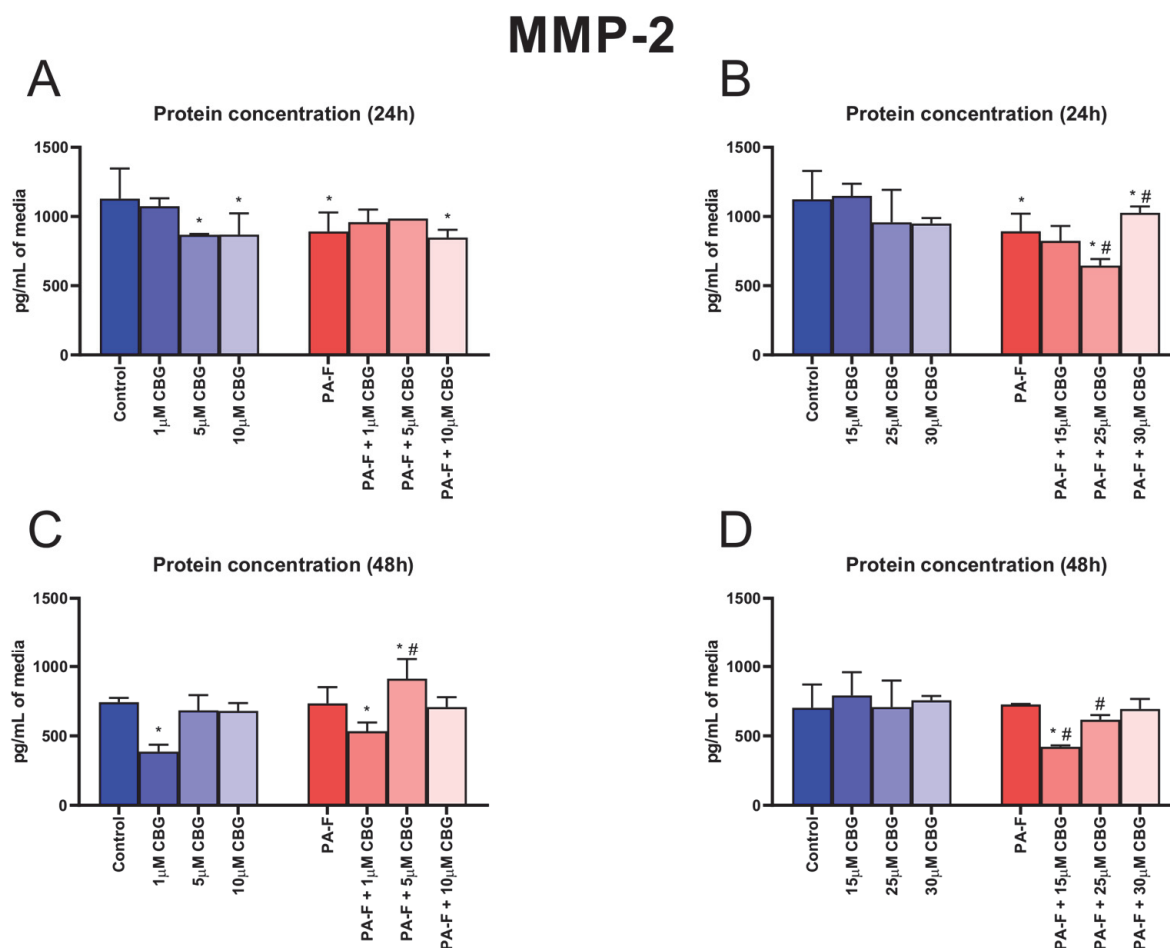 MMP-2
A
Protein concentration (24h)
pg/mL of media
1500
1000
500
0
* * * *
Control
1µM CBG
5µM CBG
10µM CBG
PA-F
PA-F + 1µM CBG
PA-F + 5µM CBG
PA-F + 10µM CBG
B
Protein concentration (24h)
pg/mL of media
1500
1000
500
0
* * # * #
Control
15µM CBG
25µM CBG
30µM CBG
PA-F
PA-F + 15µM CBG
PA-F + 25µM CBG
PA-F + 30µM CBG
C
Protein concentration (48h)
pg/mL of media
1500
1000
500
0
* * * #
Control
1µM CBG
5µM CBG
10µM CBG
PA-F
PA-F + 1µM CBG
PA-F + 5µM CBG
PA-F + 10µM CBG
D
Protein concentration (48h)
pg/mL of media
1500
1000
500
0
* # #
Control
15µM CBG
25µM CBG
30µM CBG
PA-F
PA-F + 15µM CBG
PA-F + 25µM CBG
PA-F + 30µM CBG